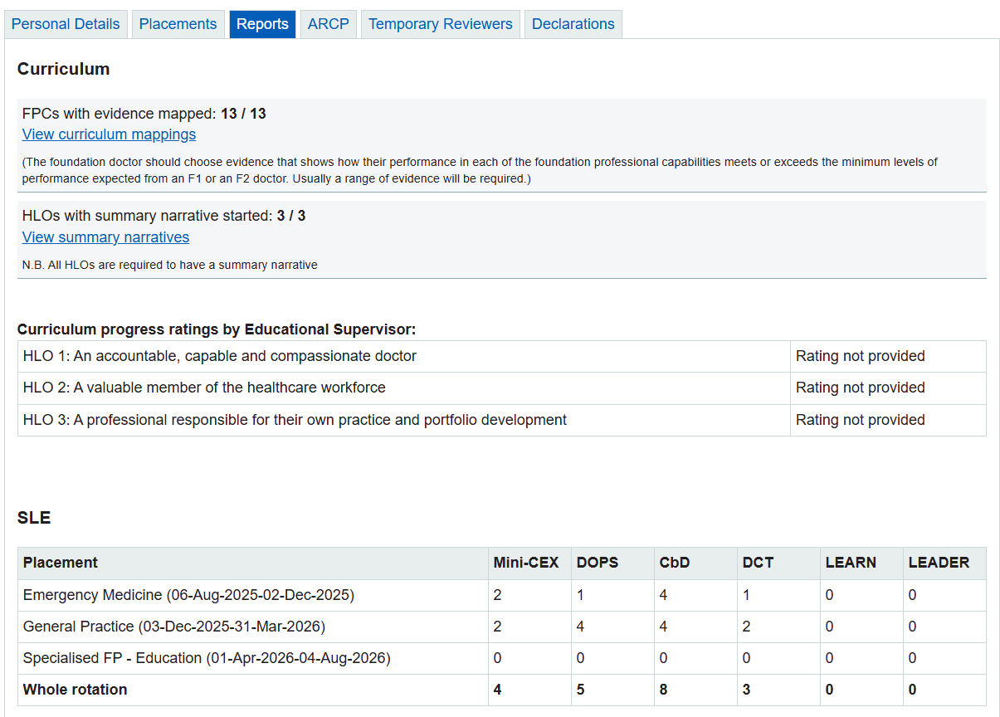 Personal Details Placements Reports ARCP Temporary Reviewers Declarations
Curriculum
FPCs with evidence mapped: 13 / 13
View curriculum mappings
(The foundation doctor should choose evidence that shows how their performance in each of the foundation professional capabilities meets or exceeds the minimum levels of
performance expected from an F1 or an F2 doctor. Usually a range of evidence will be required.)
HLOs with summary narrative started: 3 / 3
View summary narratives
N.B. All HLOs are required to have a summary narrative
Curriculum progress ratings by Educational Supervisor:
HLO 1: An accountable, capable and compassionate doctor Rating not provided
HLO 2: A valuable member of the healthcare workforce Rating not provided
HLO 3: A professional responsible for their own practice and portfolio development Rating not provided
SLE
Placement Mini-CEX DOPS CbD DCT LEARN LEADER
Emergency Medicine (06-Aug-2025-02-Dec-2025) 2 1 4 1 0 0
General Practice (03-Dec-2025-31-Mar-2026) 2 4 4 2 0 0
Specialised FP - Education (01-Apr-2026-04-Aug-2026) 0 0 0 0 0 0
Whole rotation 4 5 8 3 0 0